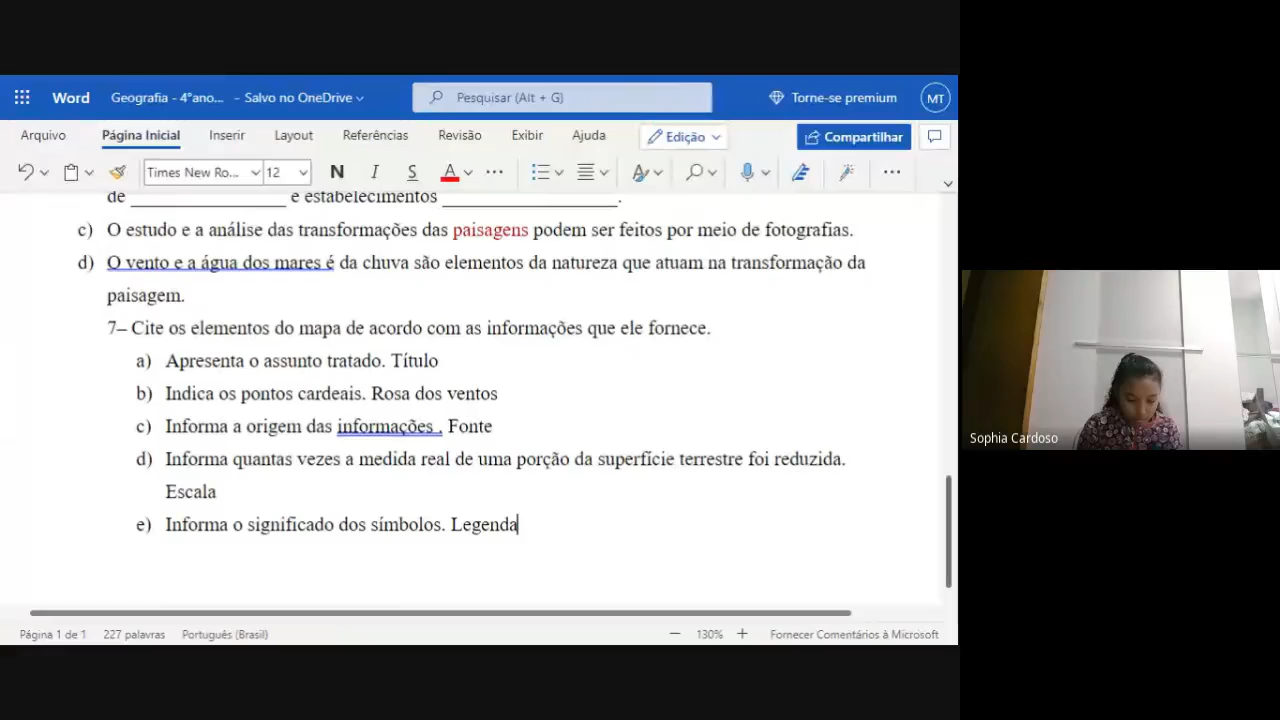 Word Geografia - 4°ano... – Salvo no OneDrive Pesquisar (Alt + G) Torne-se premium MT
Arquivo Página Inicial Inserir Layout Referências Revisão Exibir Ajuda Edição Compartilhar
Times New Ro... 12 N I S A ...
de ________________ e estabelecimentos __________________.
c) O estudo e a análise das transformações das paisagens podem ser feitos por meio de fotografias.
d) O vento e a água dos mares é da chuva são elementos da natureza que atuam na transformação da
paisagem.
7– Cite os elementos do mapa de acordo com as informações que ele fornece.
a) Apresenta o assunto tratado. Título
b) Indica os pontos cardeais. Rosa dos ventos
c) Informa a origem das informações . Fonte
d) Informa quantas vezes a medida real de uma porção da superfície terrestre foi reduzida.
Escala
e) Informa o significado dos símbolos. Legenda
Sophia Cardoso
Página 1 de 1 227 palavras Português (Brasil) — 130% + Fornecer Comentários à Microsoft